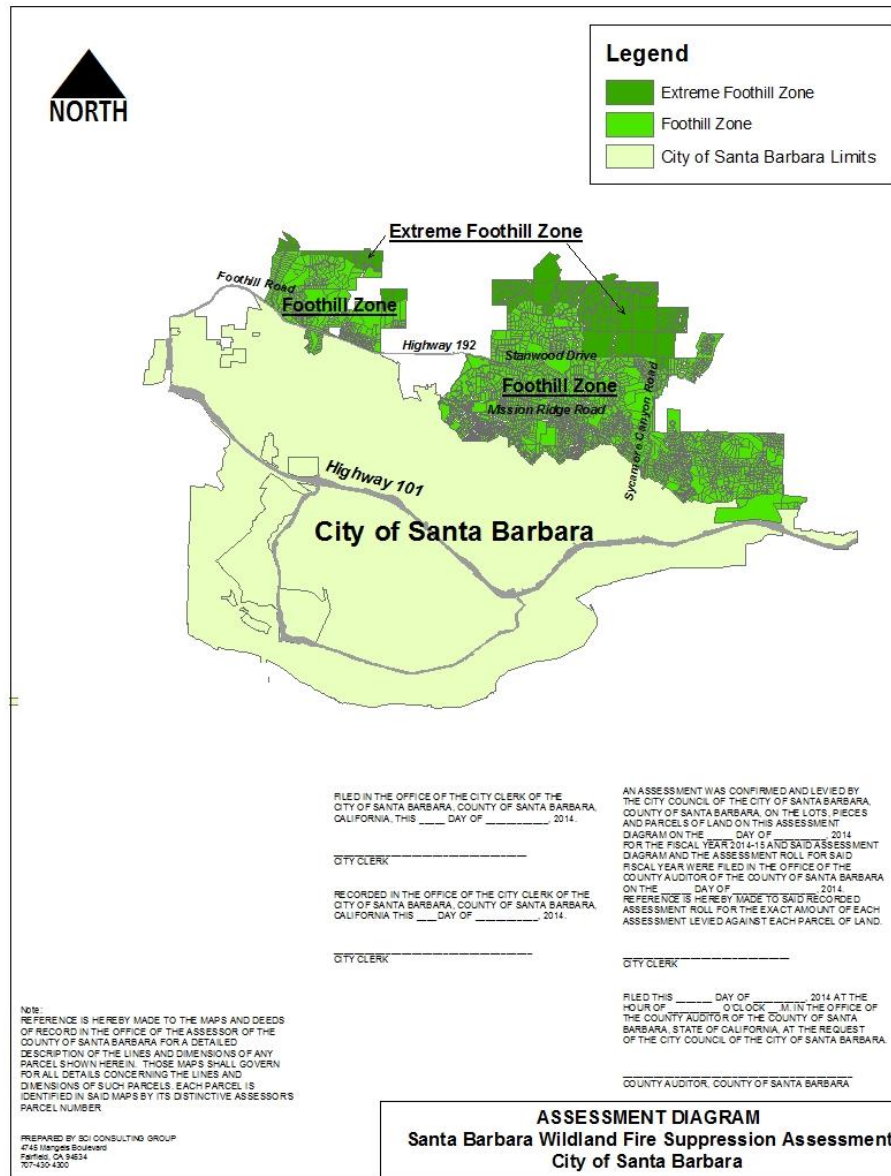 NORTH
Legend
Extreme Foothill Zone
Foothill Zone
City of Santa Barbara Limits
Extreme Foothill Zone
Foothill Road
Foothill Zone
Highway 192
Stanwood Drive
Foothill Zone
Mission Ridge Road
Sycamore Canyon Road
Highway 101
City of Santa Barbara
FILED IN THE OFFICE OF THE CITY CLERK OF THE
CITY OF SANTA BARBARA, COUNTY OF SANTA BARBARA,
CALIFORNIA, THIS _____ DAY OF ____________, 2014.
CITY CLERK
RECORDED IN THE OFFICE OF THE CITY CLERK OF THE
CITY OF SANTA BARBARA, COUNTY OF SANTA BARBARA,
CALIFORNIA THIS ____ DAY OF ____________, 2014.
CITY CLERK
AN ASSESSMENT WAS CONFIRMED AND LEVIED BY
THE CITY COUNCIL OF THE CITY OF SANTA BARBARA,
COUNTY OF SANTA BARBARA, ON THE LOTS, PIECES
AND PARCELS OF LAND ON THIS ASSESSMENT
DIAGRAM ON THE _____ DAY OF __________, 2014
FOR THE FISCAL YEAR 2014-15 AND SAID ASSESSMENT
DIAGRAM AND THE ASSESSMENT ROLL FOR SAID
FISCAL YEAR WERE FILED IN THE OFFICE OF THE
COUNTY AUDITOR OF THE COUNTY OF SANTA BARBARA
ON THE ______ DAY OF ________________, 2014.
REFERENCE IS HEREBY MADE TO SAID RECORDED
ASSESSMENT ROLL FOR THE EXACT AMOUNT OF EACH
ASSESSMENT LEVIED AGAINST EACH PARCEL OF LAND.
CITY CLERK
FILED THIS _______ DAY OF __________, 2014 AT THE
HOUR OF __________ O'CLOCK __.M. IN THE OFFICE OF
THE COUNTY AUDITOR OF THE COUNTY OF SANTA
BARBARA, STATE OF CALIFORNIA, AT THE REQUEST
OF THE CITY COUNCIL OF THE CITY OF SANTA BARBARA.
COUNTY AUDITOR, COUNTY OF SANTA BARBARA
Note:
REFERENCE IS HEREBY MADE TO THE MAPS AND DEEDS
OF RECORD IN THE OFFICE OF THE ASSESSOR OF THE
COUNTY OF SANTA BARBARA FOR A DETAILED
DESCRIPTION OF THE LINES AND DIMENSIONS OF ANY
PARCEL SHOWN HEREIN. THOSE MAPS SHALL GOVERN
FOR ALL DETAILS CONCERNING THE LINES AND
DIMENSIONS OF SUCH PARCELS. EACH PARCEL IS
IDENTIFIED IN SAID MAPS BY ITS DISTINCTIVE ASSESSOR'S
PARCEL NUMBER
PREPARED BY SCI CONSULTING GROUP
4745 Mangels Boulevard
Fairfield, CA 94534
707-430-4300
ASSESSMENT DIAGRAM
Santa Barbara Wildland Fire Suppression Assessment
City of Santa Barbara